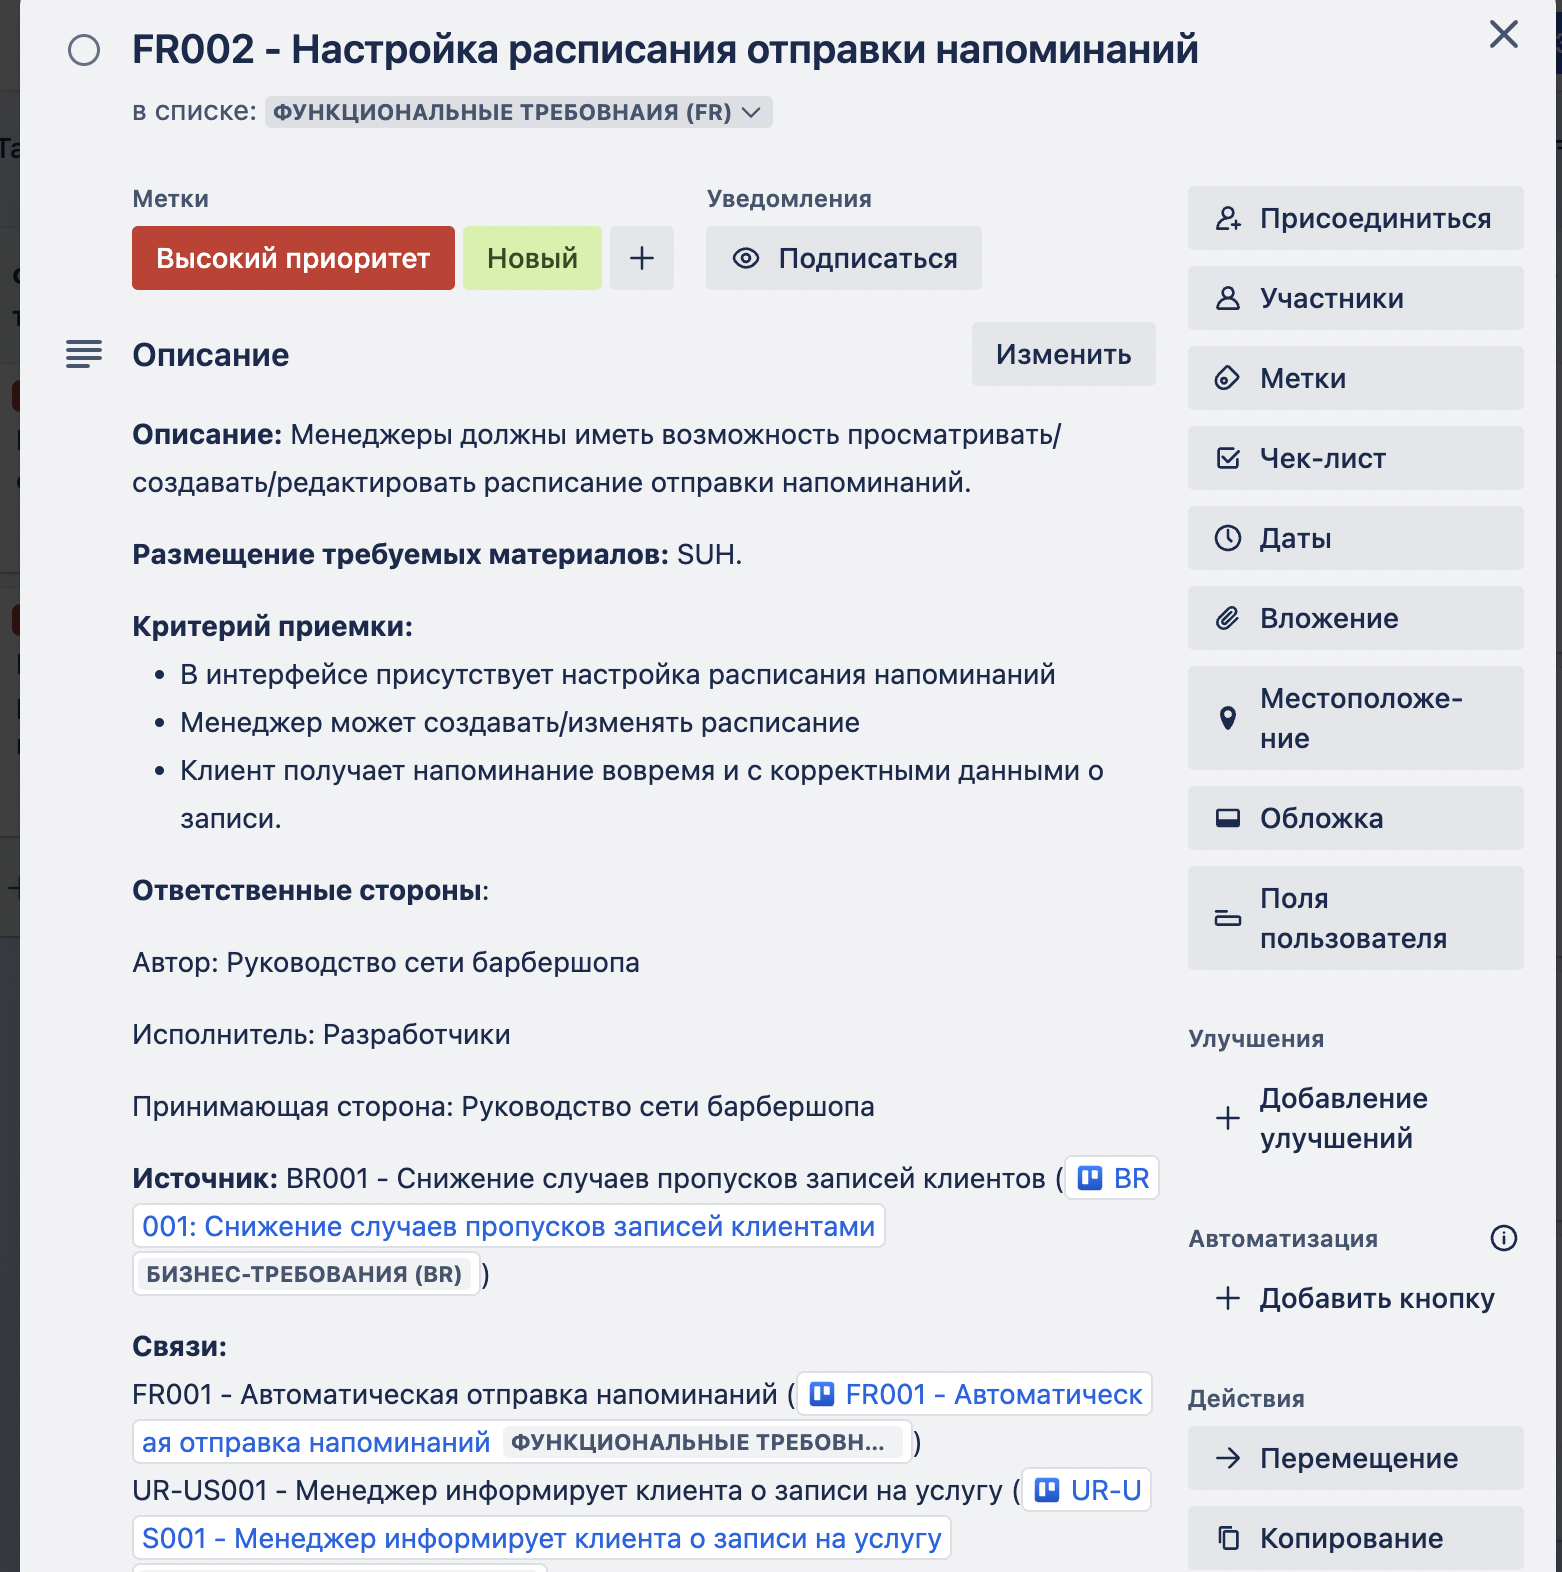 FR002 - Настройка расписания отправки напоминаний
в списке: ФУНКЦИОНАЛЬНЫЕ ТРЕБОВНАИЯ (FR)
Метки
Уведомления
Высокий приоритет
Новый
Подписаться
Описание
Изменить
Описание: Менеджеры должны иметь возможность просматривать/
создавать/редактировать расписание отправки напоминаний.
Размещение требуемых материалов: SUH.
Критерий приемки:
• В интерфейсе присутствует настройка расписания напоминаний
• Менеджер может создавать/изменять расписание
• Клиент получает напоминание вовремя и с корректными данными о
записи.
Ответственные стороны:
Автор: Руководство сети барбершопа
Исполнитель: Разработчики
Принимающая сторона: Руководство сети барбершопа
Источник: BR001 - Снижение случаев пропусков записей клиентов ( BR
001: Снижение случаев пропусков записей клиентами
БИЗНЕС-ТРЕБОВАНИЯ (BR) )
Связи:
FR001 - Автоматическая отправка напоминаний ( FR001 - Автоматическ
ая отправка напоминаний ФУНКЦИОНАЛЬНЫЕ ТРЕБОВН... )
UR-US001 - Менеджер информирует клиента о записи на услугу ( UR-U
S001 - Менеджер информирует клиента о записи на услугу
Присоединиться
Участники
Метки
Чек-лист
Даты
Вложение
Местоположе-
ние
Обложка
Поля
пользователя
Улучшения
Добавление
улучшений
Автоматизация
Добавить кнопку
Действия
Перемещение
Копирование